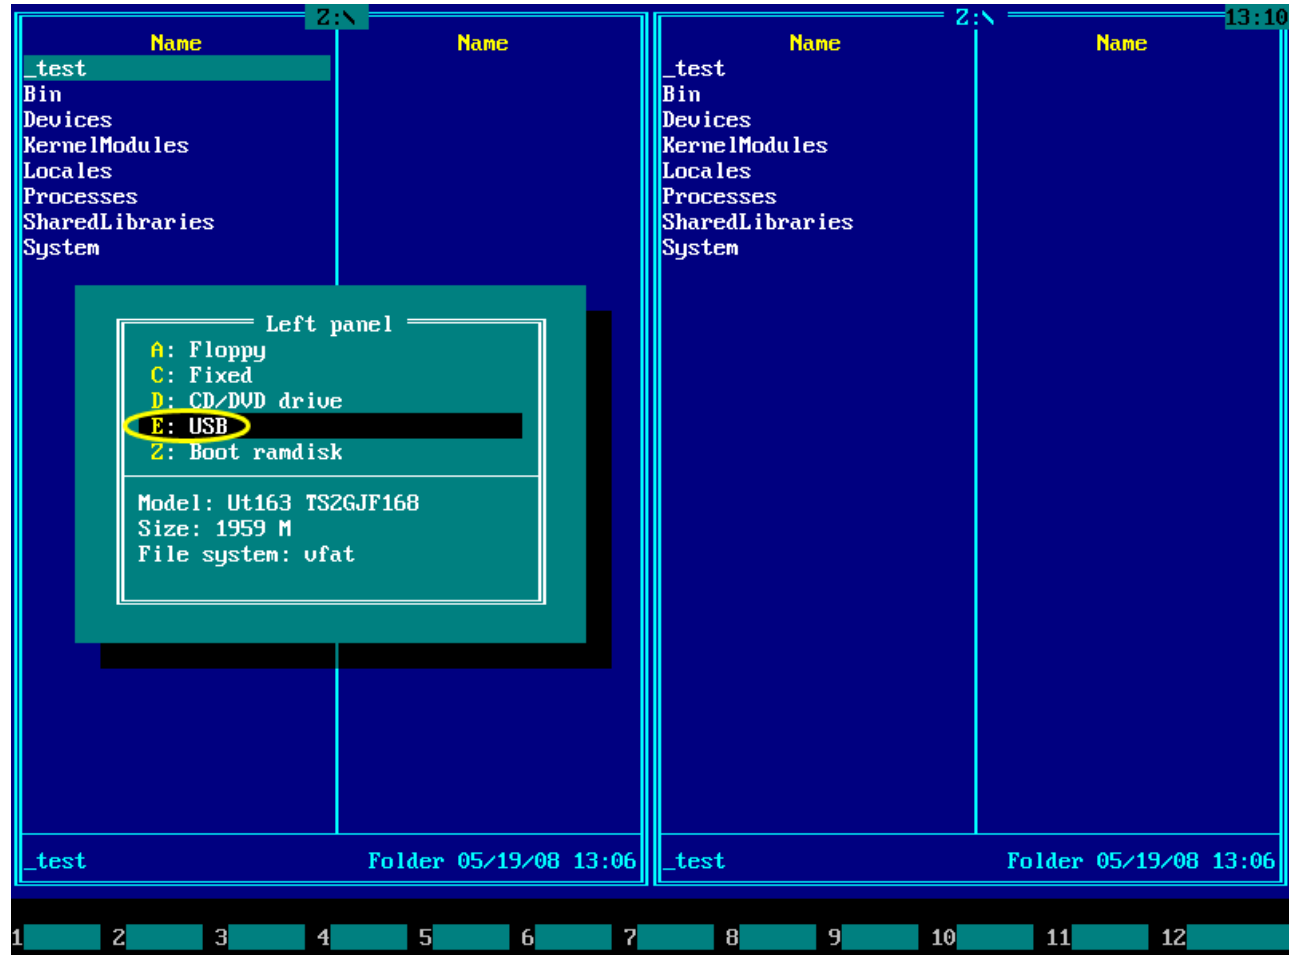 Z:\
Name Name
_test
Bin
Devices
KernelModules
Locales
Processes
SharedLibraries
System
Left panel
A: Floppy
C: Fixed
D: CD/DVD drive
E: USB
Z: Boot ramdisk
Model: Ut163 TS2GJF168
Size: 1959 M
File system: vfat
_test Folder 05/19/08 13:06
Z:\ 13:10
Name Name
_test
Bin
Devices
KernelModules
Locales
Processes
SharedLibraries
System
_test Folder 05/19/08 13:06
1 2 3 4 5 6 7 8 9 10 11 12